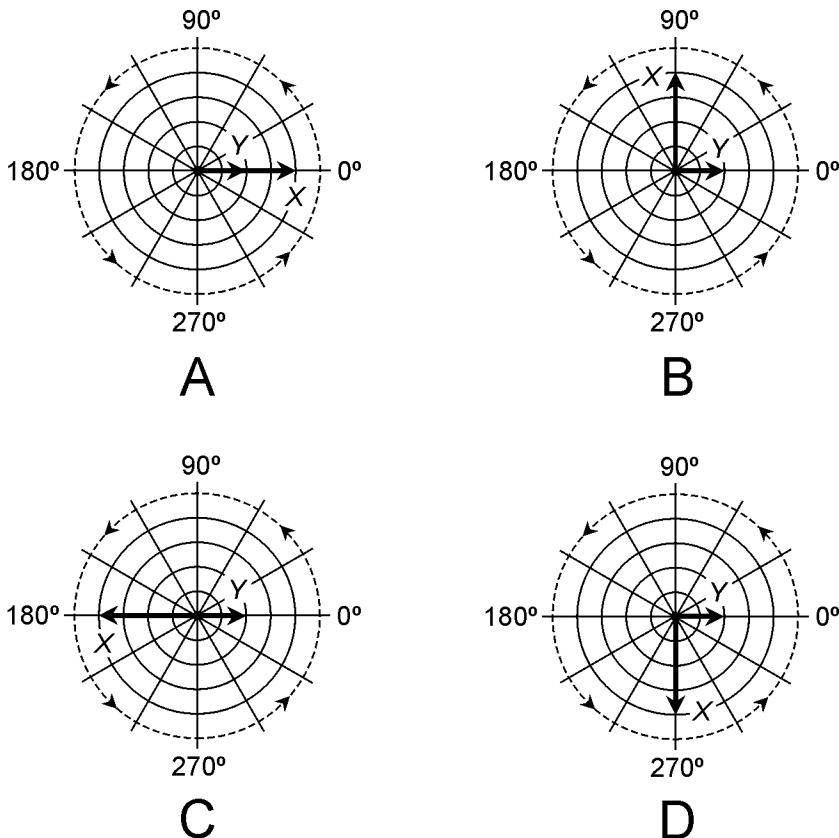 90º 90º
Y X Y
180º 0º 180º 0º
X
270º 270º
A B
90º 90º
Y Y
180º 0º 180º 0º
X X
270º 270º
C D